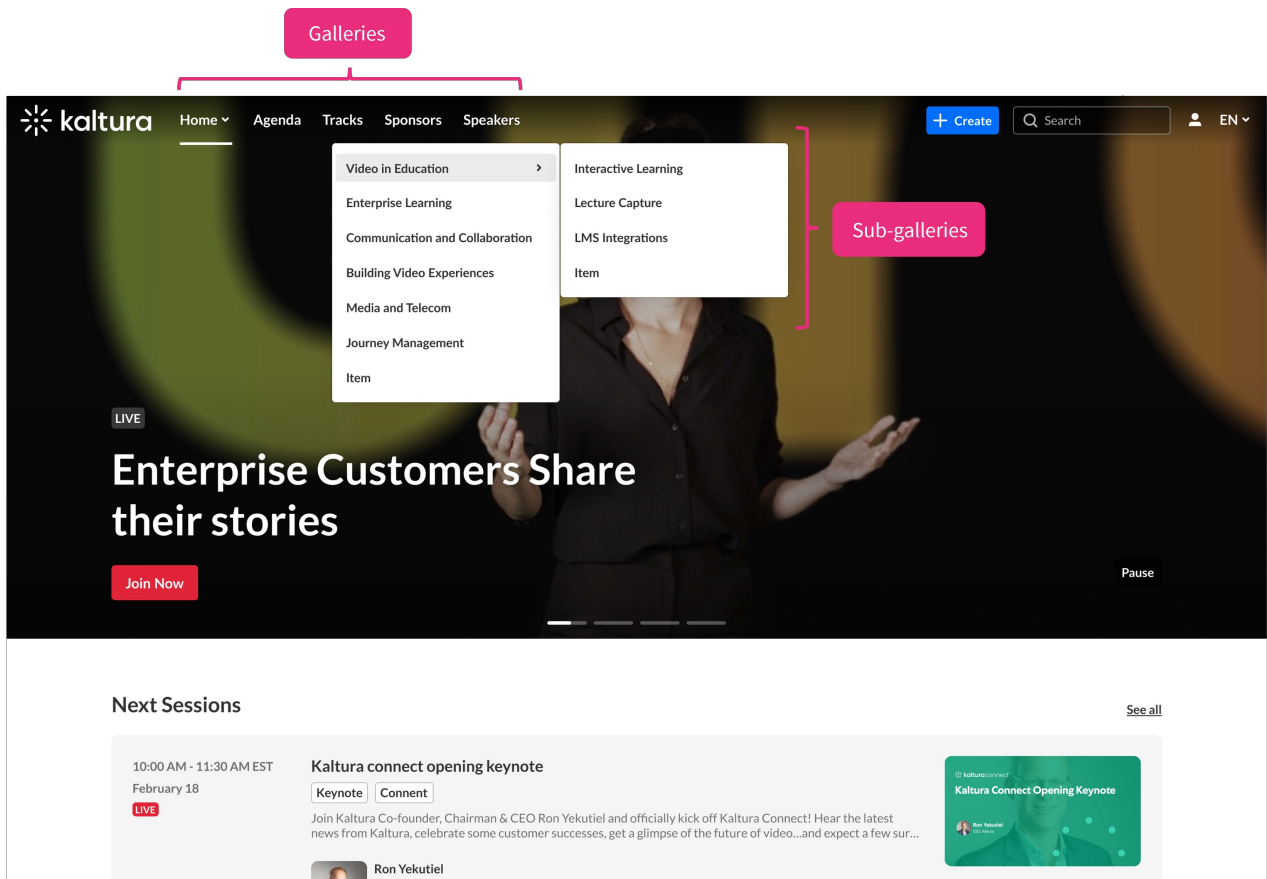 Galleries
kaltura
Home
Agenda
Tracks
Sponsors
Speakers
+ Create
Search
EN
Video in Education
Enterprise Learning
Communication and Collaboration
Building Video Experiences
Media and Telecom
Journey Management
Item
Interactive Learning
Lecture Capture
LMS Integrations
Item
Sub-galleries
LIVE
Enterprise Customers Share
their stories
Join Now
Pause
Next Sessions
See all
10:00 AM - 11:30 AM EST
February 18
LIVE
Kaltura connect opening keynote
Keynote
Connent
Join Kaltura Co-founder, Chairman & CEO Ron Yekutiel and officially kick off Kaltura Connect! Hear the latest
news from Kaltura, celebrate some customer successes, get a glimpse of the future of video...and expect a few sur...
Ron Yekutiel
kaltura connect
Kaltura Connect Opening Keynote
Ron Yekutiel
CEO, Kaltura